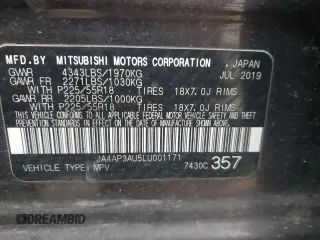 MFD.BY MITSUBISHI MOTORS CORPORATION , JAPAN
GVWR 4343LBS/1970KG JUL 2019
GAWR FR 2271LBS/1030KG
WITH P225/55R18 TIRES 18X7.0J RIMS
GAWR RR 2205LBS/1000KG
WITH P225/55R18 TIRES 18X7.0J RIMS
THIS VEHICLE CONFORMS TO ALL APPLICABLE FEDERAL
MOTOR VEHICLE SAFETY AND
THEFT PREVENTION STANDARDS IN EFFECT ON THE DATE OF
MANUFACTURE SHOWN ABOVE.
JA4AP3AU5LU001171
VEHICLE TYPE: MPV 7430C 357
DREAMBID